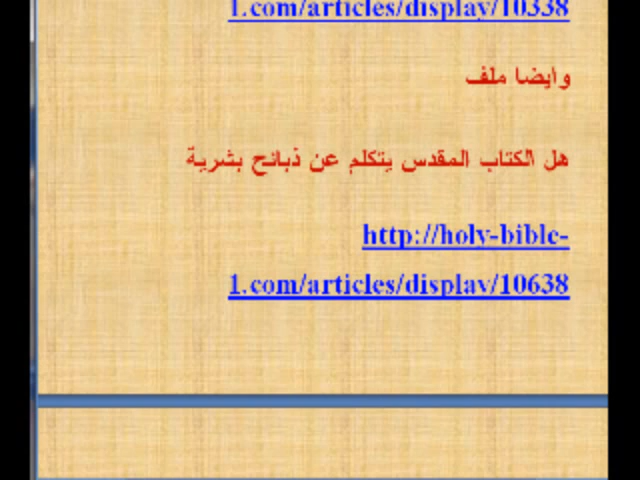 1.com/articles/display/10338
وايضا ملف
هل الكتاب المقدس يتكلم عن ذبائح بشرية
http://holy-bible-
1.com/articles/display/10638